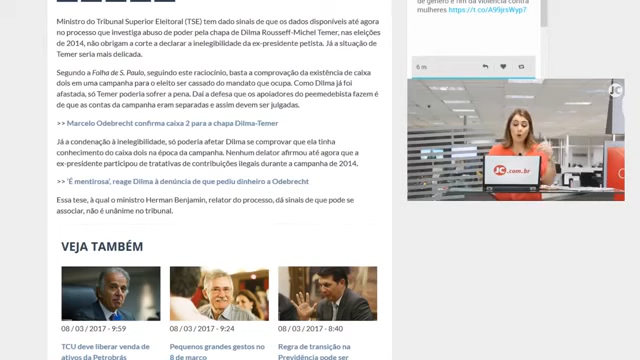 Ministro do Tribunal Superior Eleitoral (TSE) tem dado sinais de que os dados disponíveis até agora
no processo que investiga abuso de poder pela chapa de Dilma Rousseff-Michel Temer, nas eleições
de 2014, não obrigam a corte a declarar a inelegibilidade da ex-presidente petista. Já a situação de
Temer seria mais delicada.
Segundo a Folha de S. Paulo, seguindo este raciocínio, basta a comprovação da existência de caixa
dois em uma campanha para o eleito ser cassado do mandato que ocupa. Como Dilma já foi
afastada, só Temer poderia sofrer a pena. Daí a defesa que os apoiadores do peemedebista fazem é
de que as contas da campanha eram separadas e assim devem ser julgadas.
>> Marcelo Odebrecht confirma caixa 2 para a chapa Dilma-Temer
Já a condenação à inelegibilidade, só poderia afetar Dilma se comprovar que ela tinha
conhecimento do caixa dois na época da campanha. Nenhum delator afirmou até agora que a
ex-presidente participou de tratativas de contribuições ilegais durante a campanha de 2014.
>> 'É mentirosa', reage Dilma à denúncia de que pediu dinheiro a Odebrecht
Essa tese, à qual o ministro Herman Benjamin, relator do processo, dá sinais de que pode se
associar, não é unânime no tribunal.
VEJA TAMBÉM
08 / 03 / 2017 - 9:59
TCU deve liberar venda de
ativos da Petrobrás
08 / 03 / 2017 - 9:24
Pequenos grandes gestos no
8 de março
08 / 03 / 2017 - 8:40
Regra de transição na
Previdência pode ser
de gênero e fim da violência contra
mulheres https://t.co/A99jrsWyp7
6 m
JC
JC.com.br